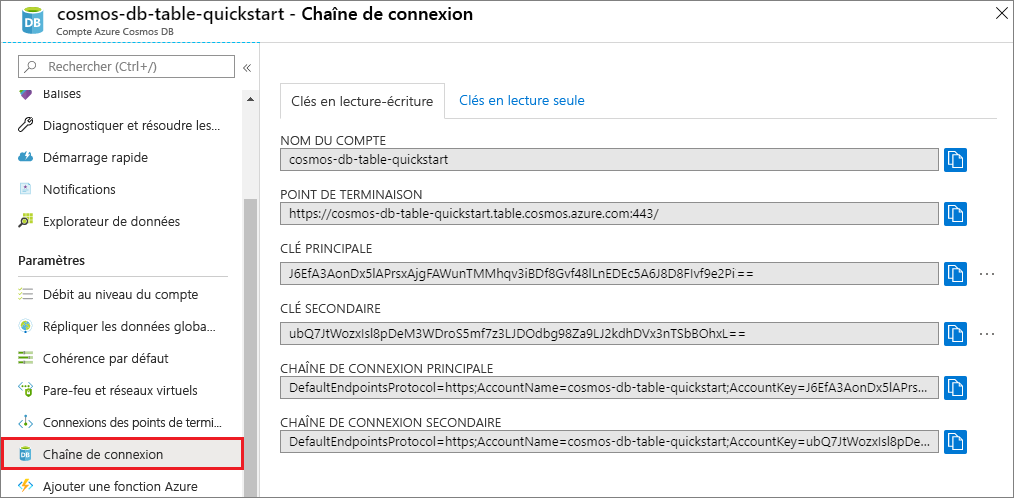 cosmos-db-table-quickstart - Chaîne de connexion
Compte Azure Cosmos DB
Rechercher (Ctrl+/)
Balises
Diagnostiquer et résoudre les...
Démarrage rapide
Notifications
Explorateur de données
Paramètres
Débit au niveau du compte
Répliquer les données globa...
Cohérence par défaut
Pare-feu et réseaux virtuels
Connexions des points de termi...
Chaîne de connexion
Ajouter une fonction Azure
Clés en lecture-écriture
Clés en lecture seule
NOM DU COMPTE
cosmos-db-table-quickstart
POINT DE TERMINAISON
https://cosmos-db-table-quickstart.table.cosmos.azure.com:443/
CLÉ PRINCIPALE
J6EfA3AonDx5lAPrsxAjgFAWunTMMhqv3iBDf8Gvf48lLnEDEc5A6J8D8FIvf9e2Pi==
CLÉ SECONDAIRE
ubQ7JtWozxIsl8pDeM3WDroS5mf7z3LJDOdbg98Za9LJ2kdhDVx3nTSbBOhxL==
CHAÎNE DE CONNEXION PRINCIPALE
DefaultEndpointsProtocol=https;AccountName=cosmos-db-table-quickstart;AccountKey=J6EfA3AonDx5lAPrs...
CHAÎNE DE CONNEXION SECONDAIRE
DefaultEndpointsProtocol=https;AccountName=cosmos-db-table-quickstart;AccountKey=ubQ7JtWozxIsl8pDe...